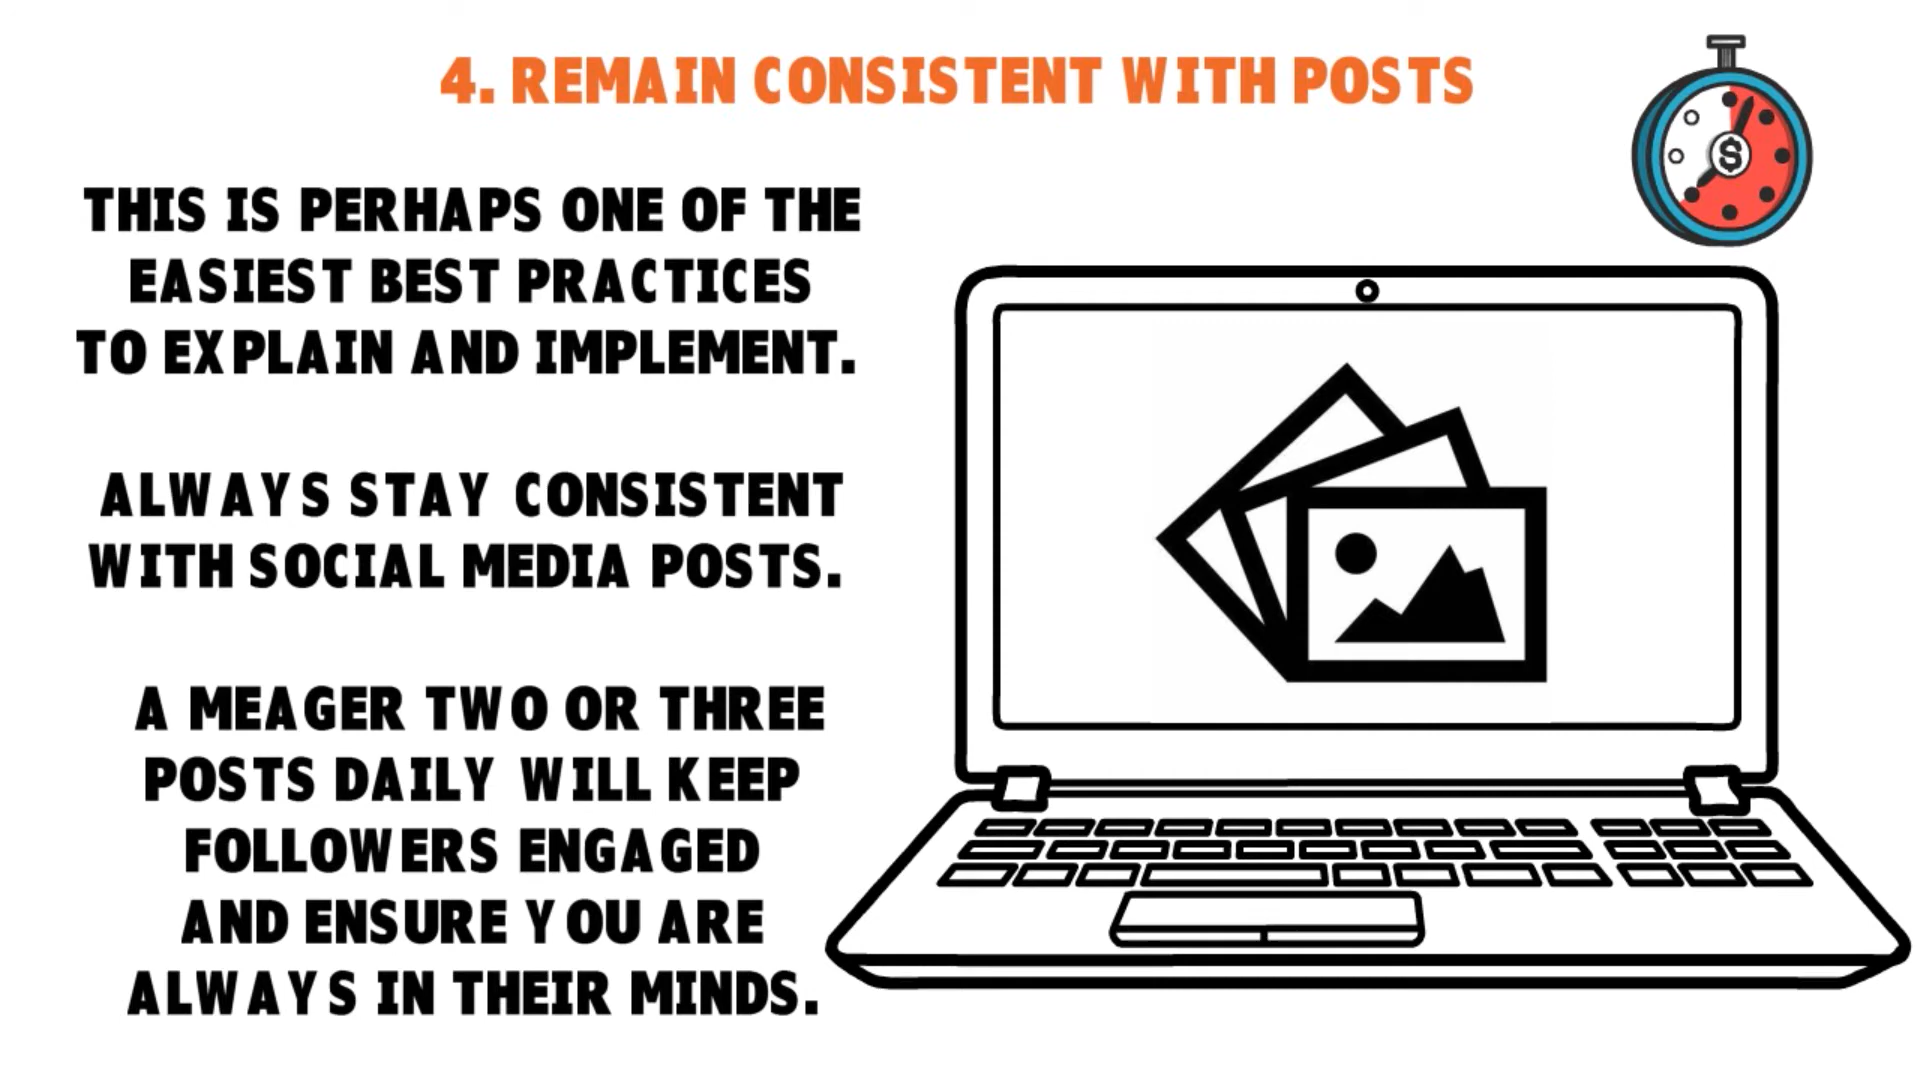 4. REMAIN CONSISTENT WITH POSTS
$
THIS IS PERHAPS ONE OF THE
EASIEST BEST PRACTICES
TO EXPLAIN AND IMPLEMENT.
ALWAYS STAY CONSISTENT
WITH SOCIAL MEDIA POSTS.
A MEAGER TWO OR THREE
POSTS DAILY WILL KEEP
FOLLOWERS ENGAGED
AND ENSURE YOU ARE
ALWAYS IN THEIR MINDS.